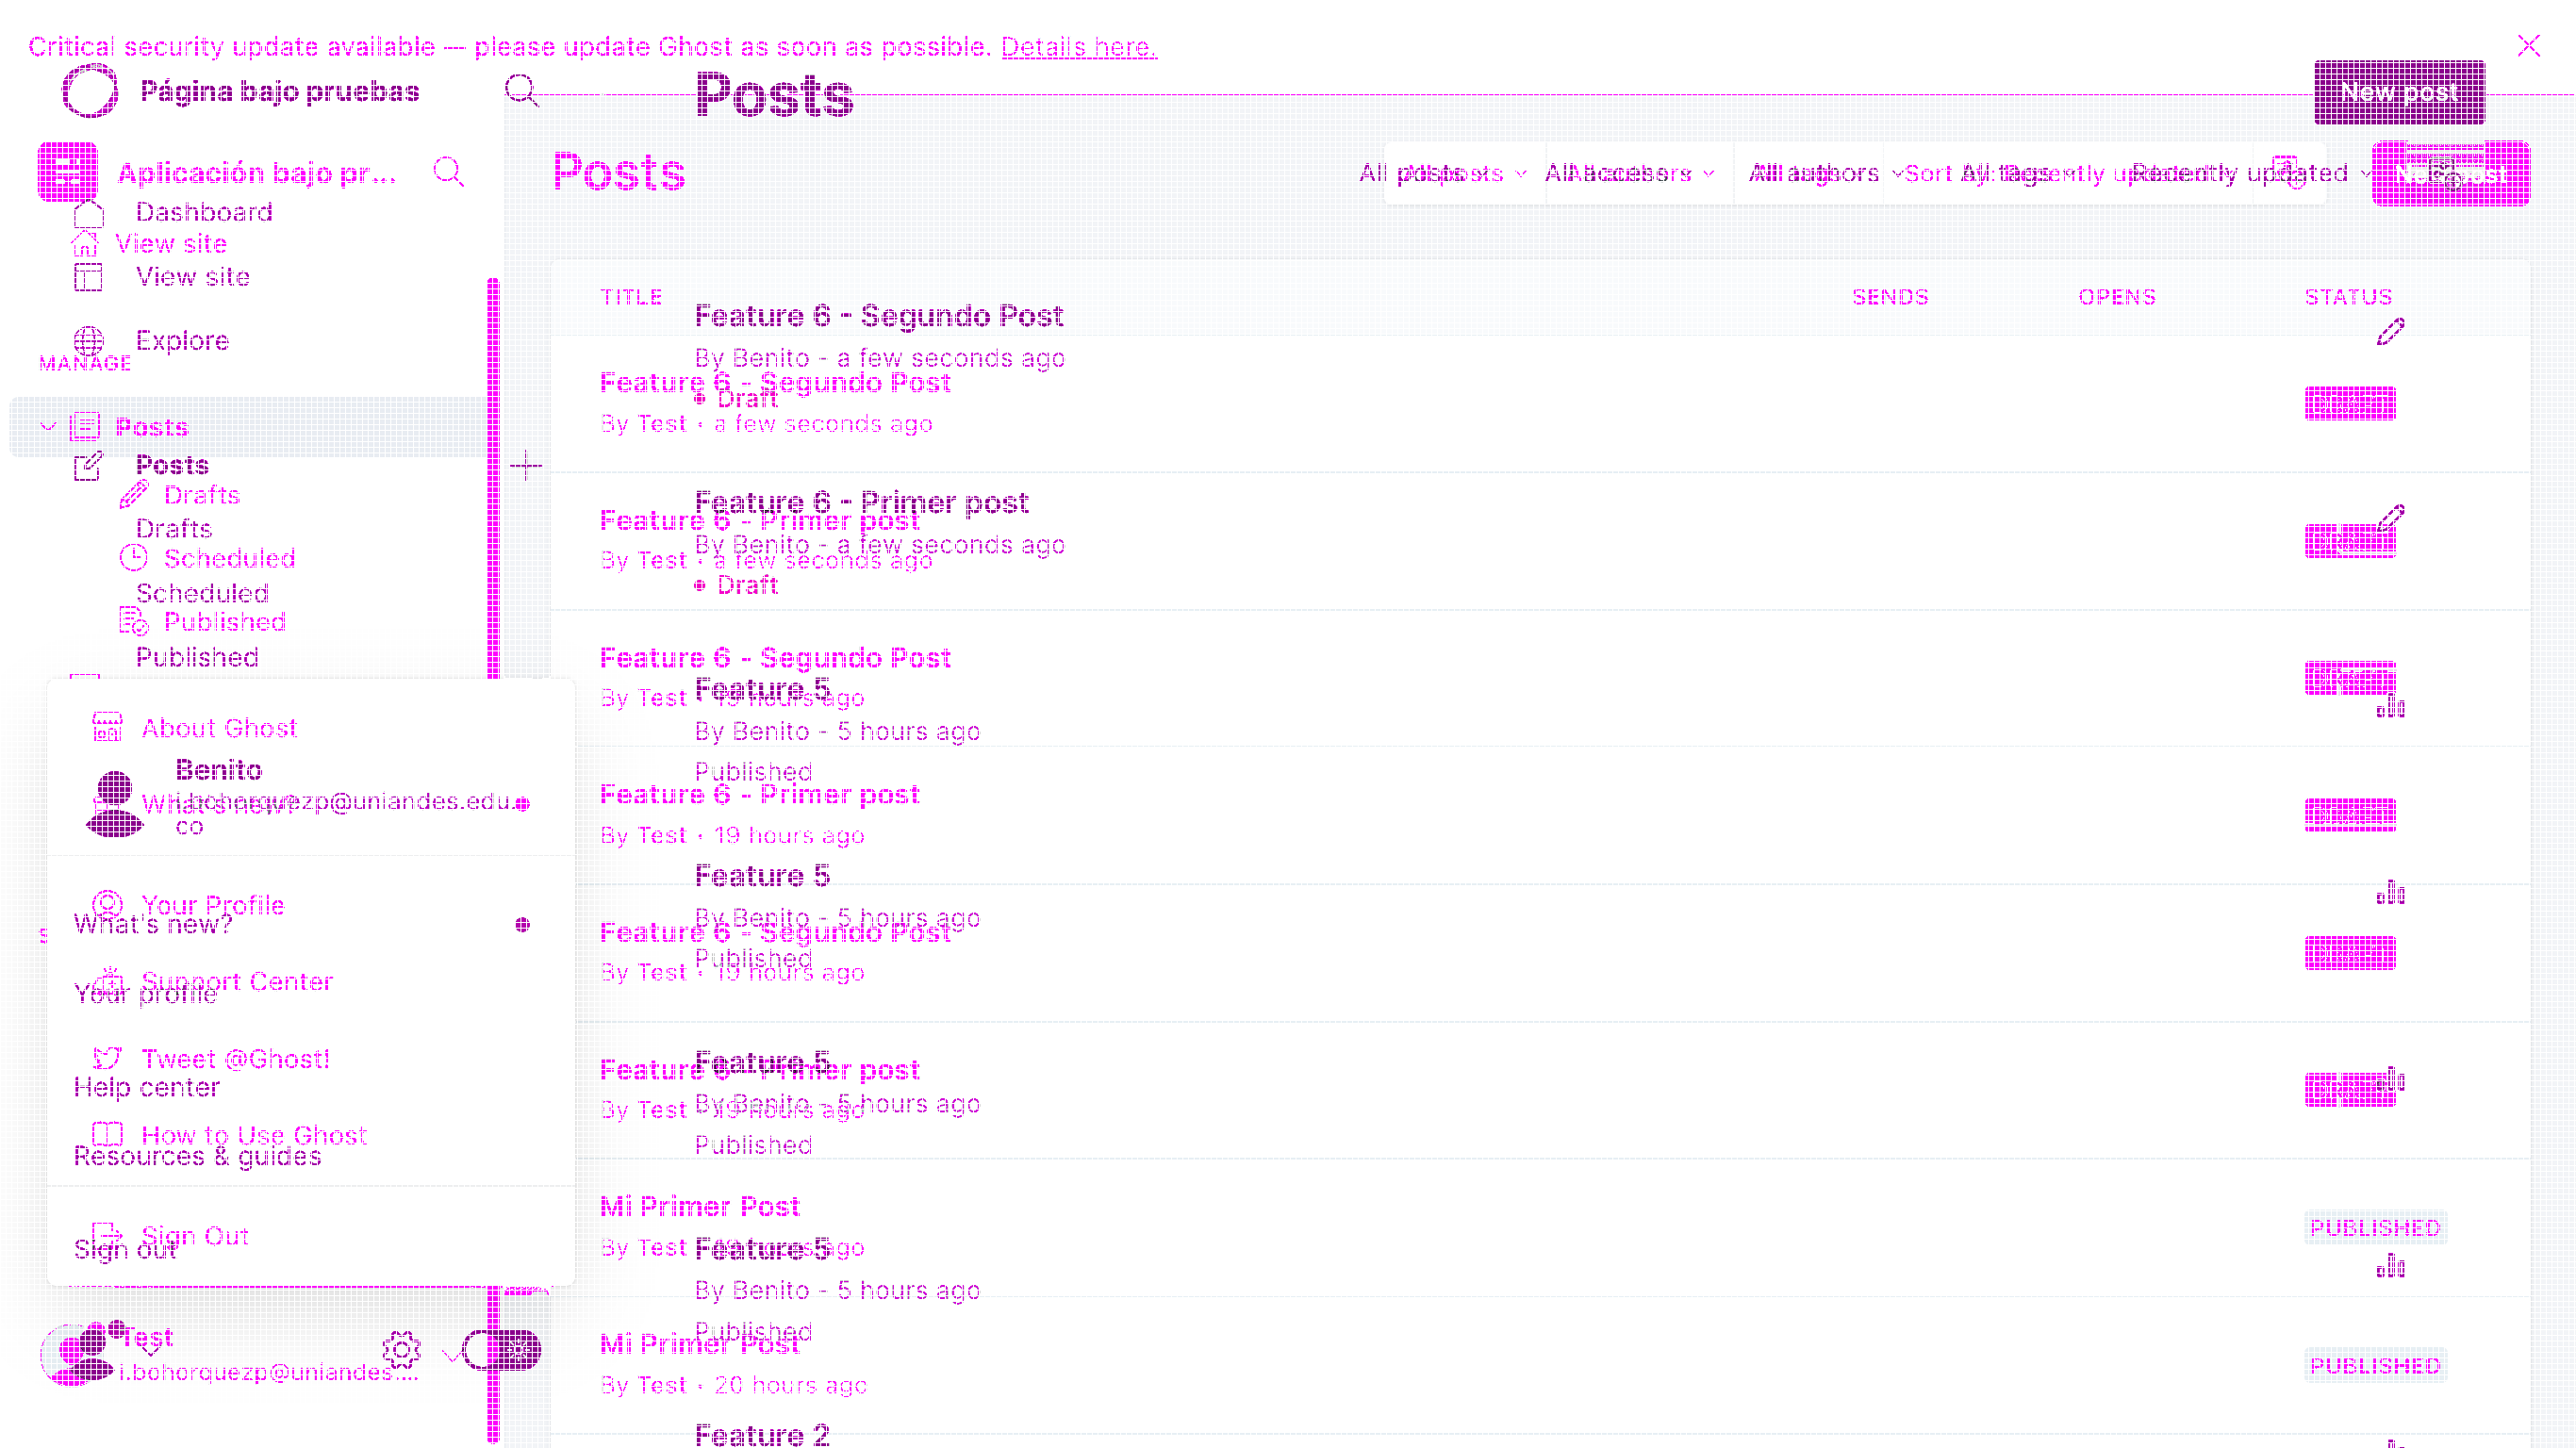 Critical security update available — please update Ghost as soon as possible. Details here.
Página bajo pruebas
Posts
New post
Aplicación bajo pr...
Posts
All posts
All authors
Recently updated
Dashboard
View site
View site
Explore
MANAGE
Posts
Posts
Drafts
Drafts
Scheduled
Scheduled
Published
Published
About Ghost
Benito
i.bohorquezp@uniandes.edu.
co
What's new?
Your Profile
What's new?
Support Center
Your profile
Tweet @Ghost!
Help center
How to Use Ghost
Resources & guides
Sign Out
Sign out
Test
i.bohorquezp@uniandes....
TITLE
SENDS
OPENS
STATUS
Feature 6 - Segundo Post
By Benito - a few seconds ago
Feature 6 - Segundo Post
Draft
By Test • a few seconds ago
Feature 6 - Primer post
Feature 6 - Primer post
By Benito - a few seconds ago
By Test • a few seconds ago
Draft
Feature 6 - Segundo Post
Feature 5
By Test • 19 hours ago
By Benito - 5 hours ago
Published
Feature 6 - Primer post
By Test • 19 hours ago
Feature 5
By Benito - 5 hours ago
Feature 6 - Segundo Post
Published
By Test • 19 hours ago
Feature 5
Feature 6 - Primer post
By Benito - 5 hours ago
By Test • 19 hours ago
Published
Mi Primer Post
PUBLISHED
By Test
Feature 5
By Benito - 5 hours ago
Published
Mi Primer Post
PUBLISHED
By Test • 20 hours ago
Feature 2